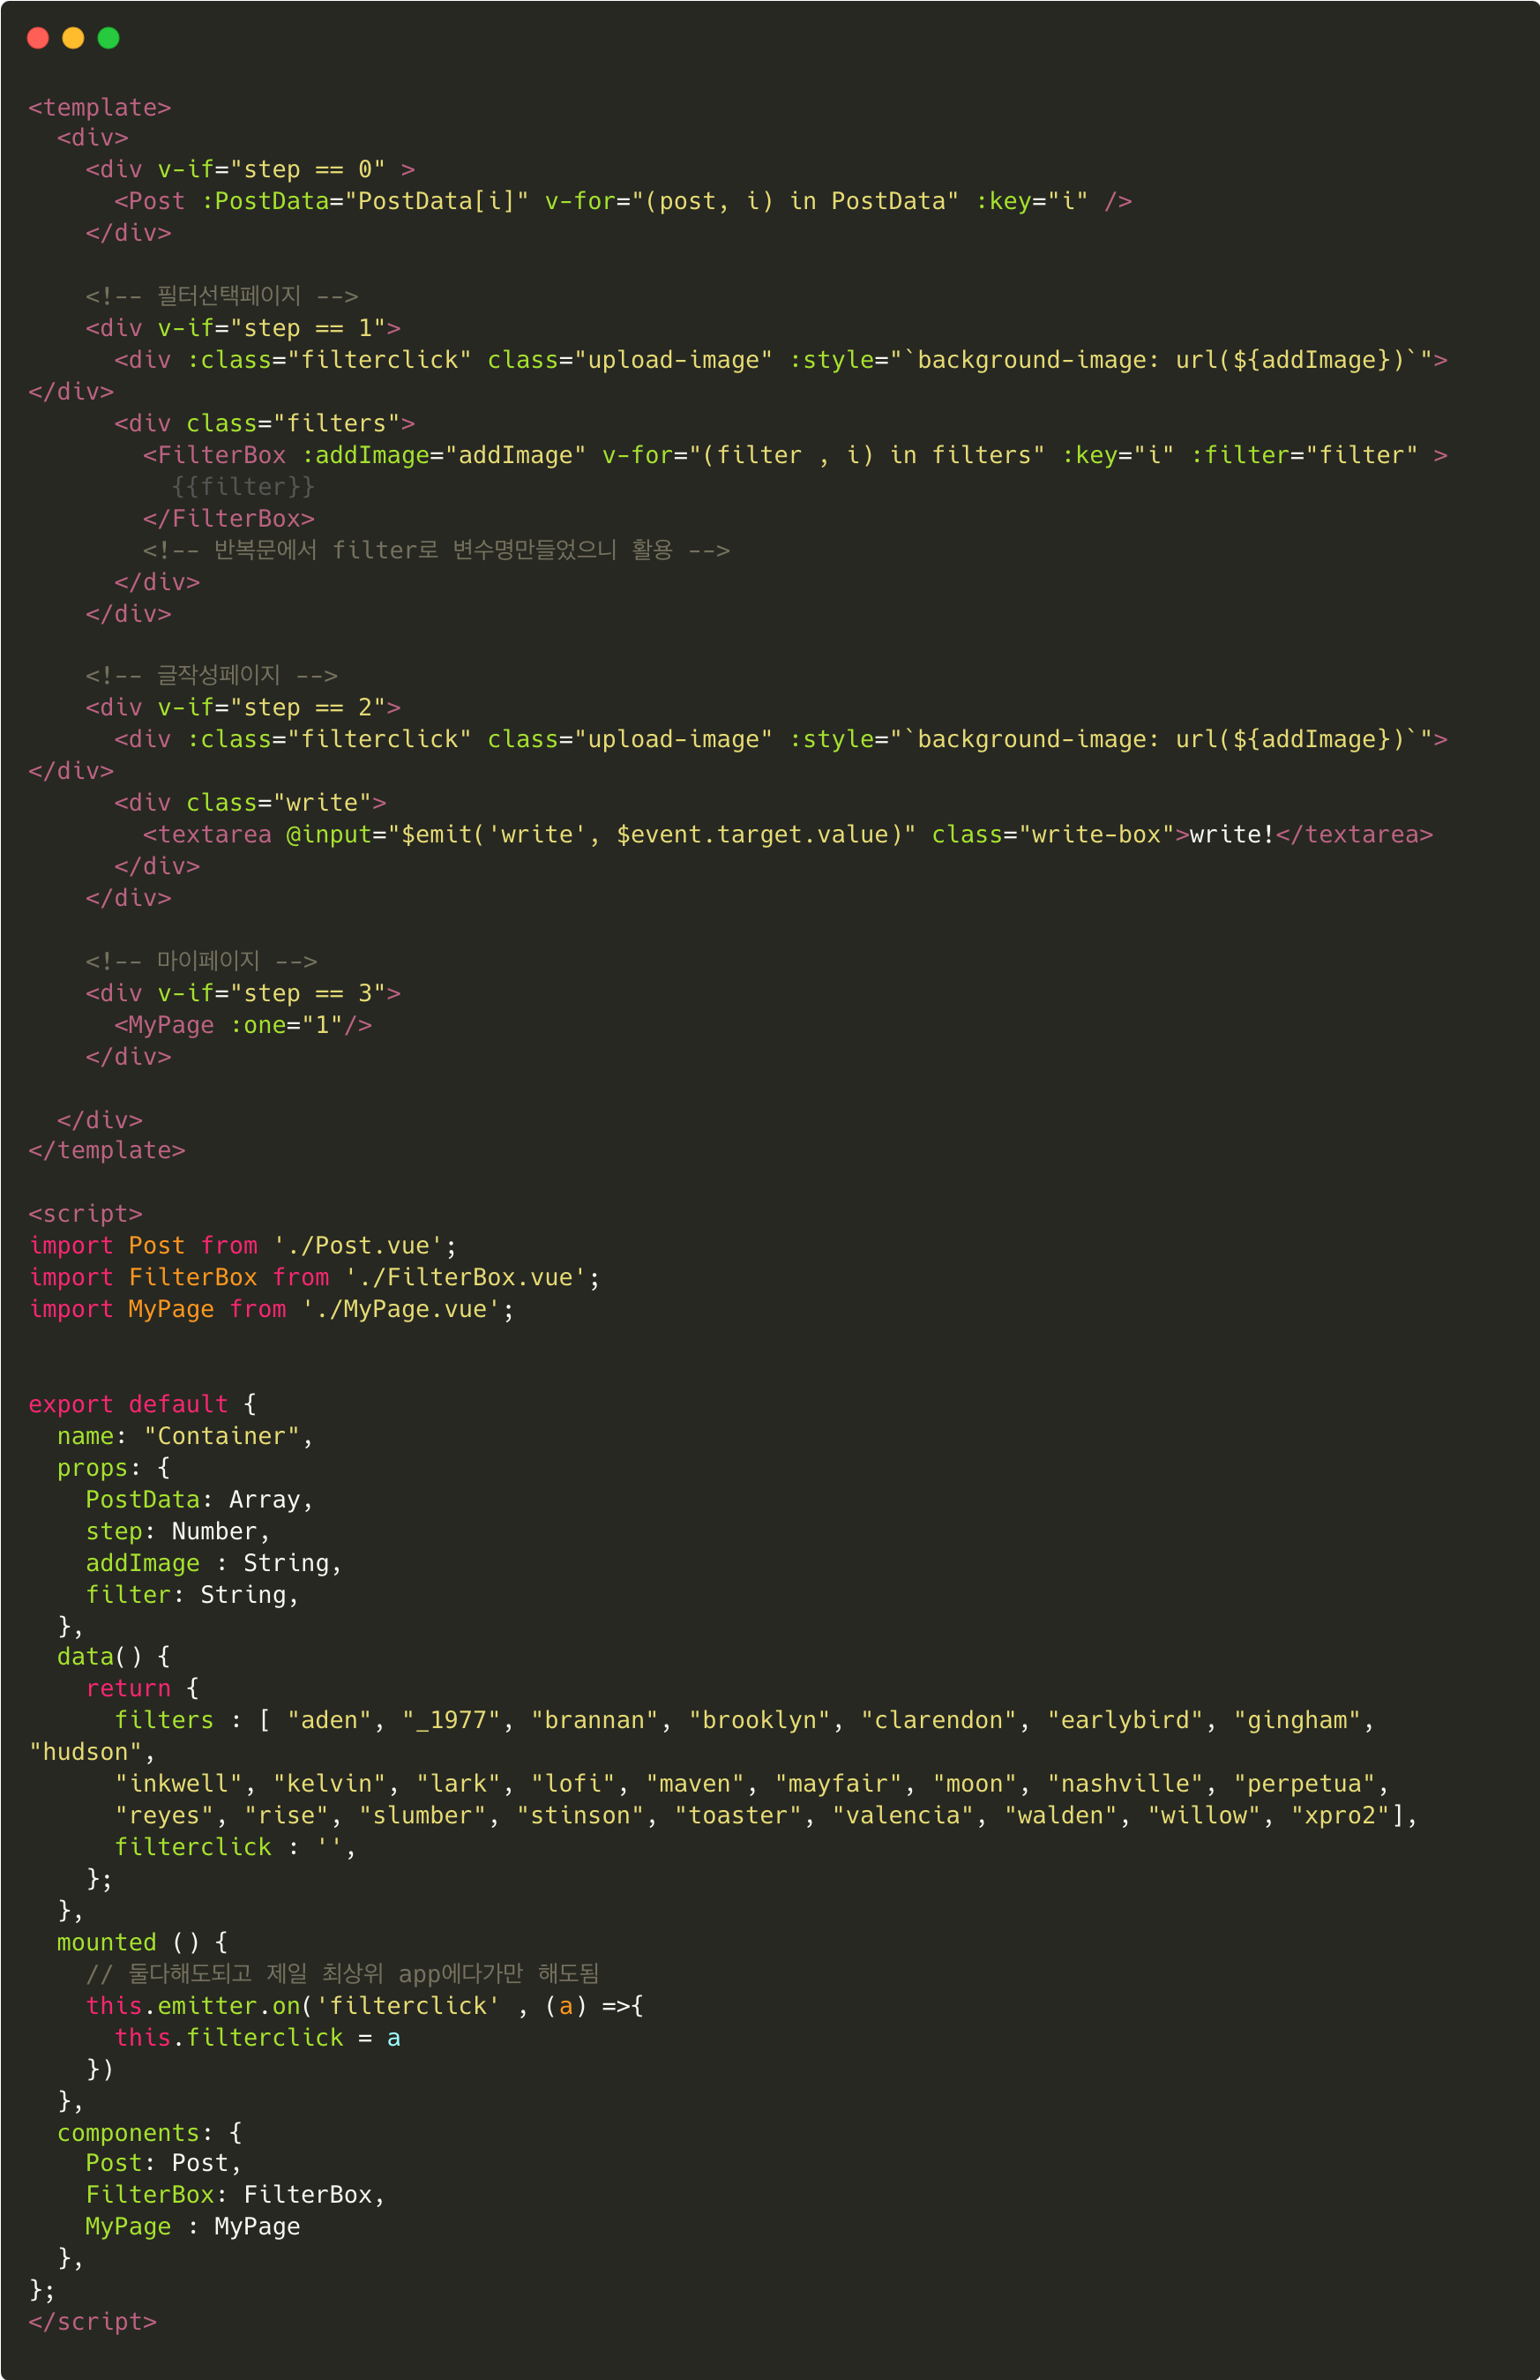 <template>
  <div>
    <div v-if="step == 0" >
      <Post :PostData="PostData[i]" v-for="(post, i) in PostData" :key="i" />
    </div>

    <!-- 필터선택페이지 -->
    <div v-if="step == 1">
      <div :class="filterclick" class="upload-image" :style="`background-image: url(${addImage})`">
</div>
      <div class="filters">
        <FilterBox :addImage="addImage" v-for="(filter , i) in filters" :key="i" :filter="filter" >
          {{filter}}
        </FilterBox>
        <!-- 반복문에서 filter로 변수명만들었으니 활용 -->
      </div>
    </div>

    <!-- 글작성페이지 -->
    <div v-if="step == 2">
      <div :class="filterclick" class="upload-image" :style="`background-image: url(${addImage})`">
</div>
      <div class="write">
        <textarea @input="$emit('write', $event.target.value)" class="write-box">write!</textarea>
      </div>
    </div>

    <!-- 마이페이지 -->
    <div v-if="step == 3">
      <MyPage :one="1"/>
    </div>

  </div>
</template>

<script>
import Post from './Post.vue';
import FilterBox from './FilterBox.vue';
import MyPage from './MyPage.vue';


export default {
  name: "Container",
  props: {
    PostData: Array,
    step: Number,
    addImage : String,
    filter: String,
  },
  data() {
    return {
      filters : [ "aden", "_1977", "brannan", "brooklyn", "clarendon", "earlybird", "gingham",
"hudson",
      "inkwell", "kelvin", "lark", "lofi", "maven", "mayfair", "moon", "nashville", "perpetua",
      "reyes", "rise", "slumber", "stinson", "toaster", "valencia", "walden", "willow", "xpro2"],
      filterclick : '',
    };
  },
  mounted () {
    // 둘다해도되고 제일 최상위 app에다가만 해도됨
    this.emitter.on('filterclick' , (a) =>{
      this.filterclick = a
    })
  },
  components: {
    Post: Post,
    FilterBox: FilterBox,
    MyPage : MyPage
  },
};
</script>